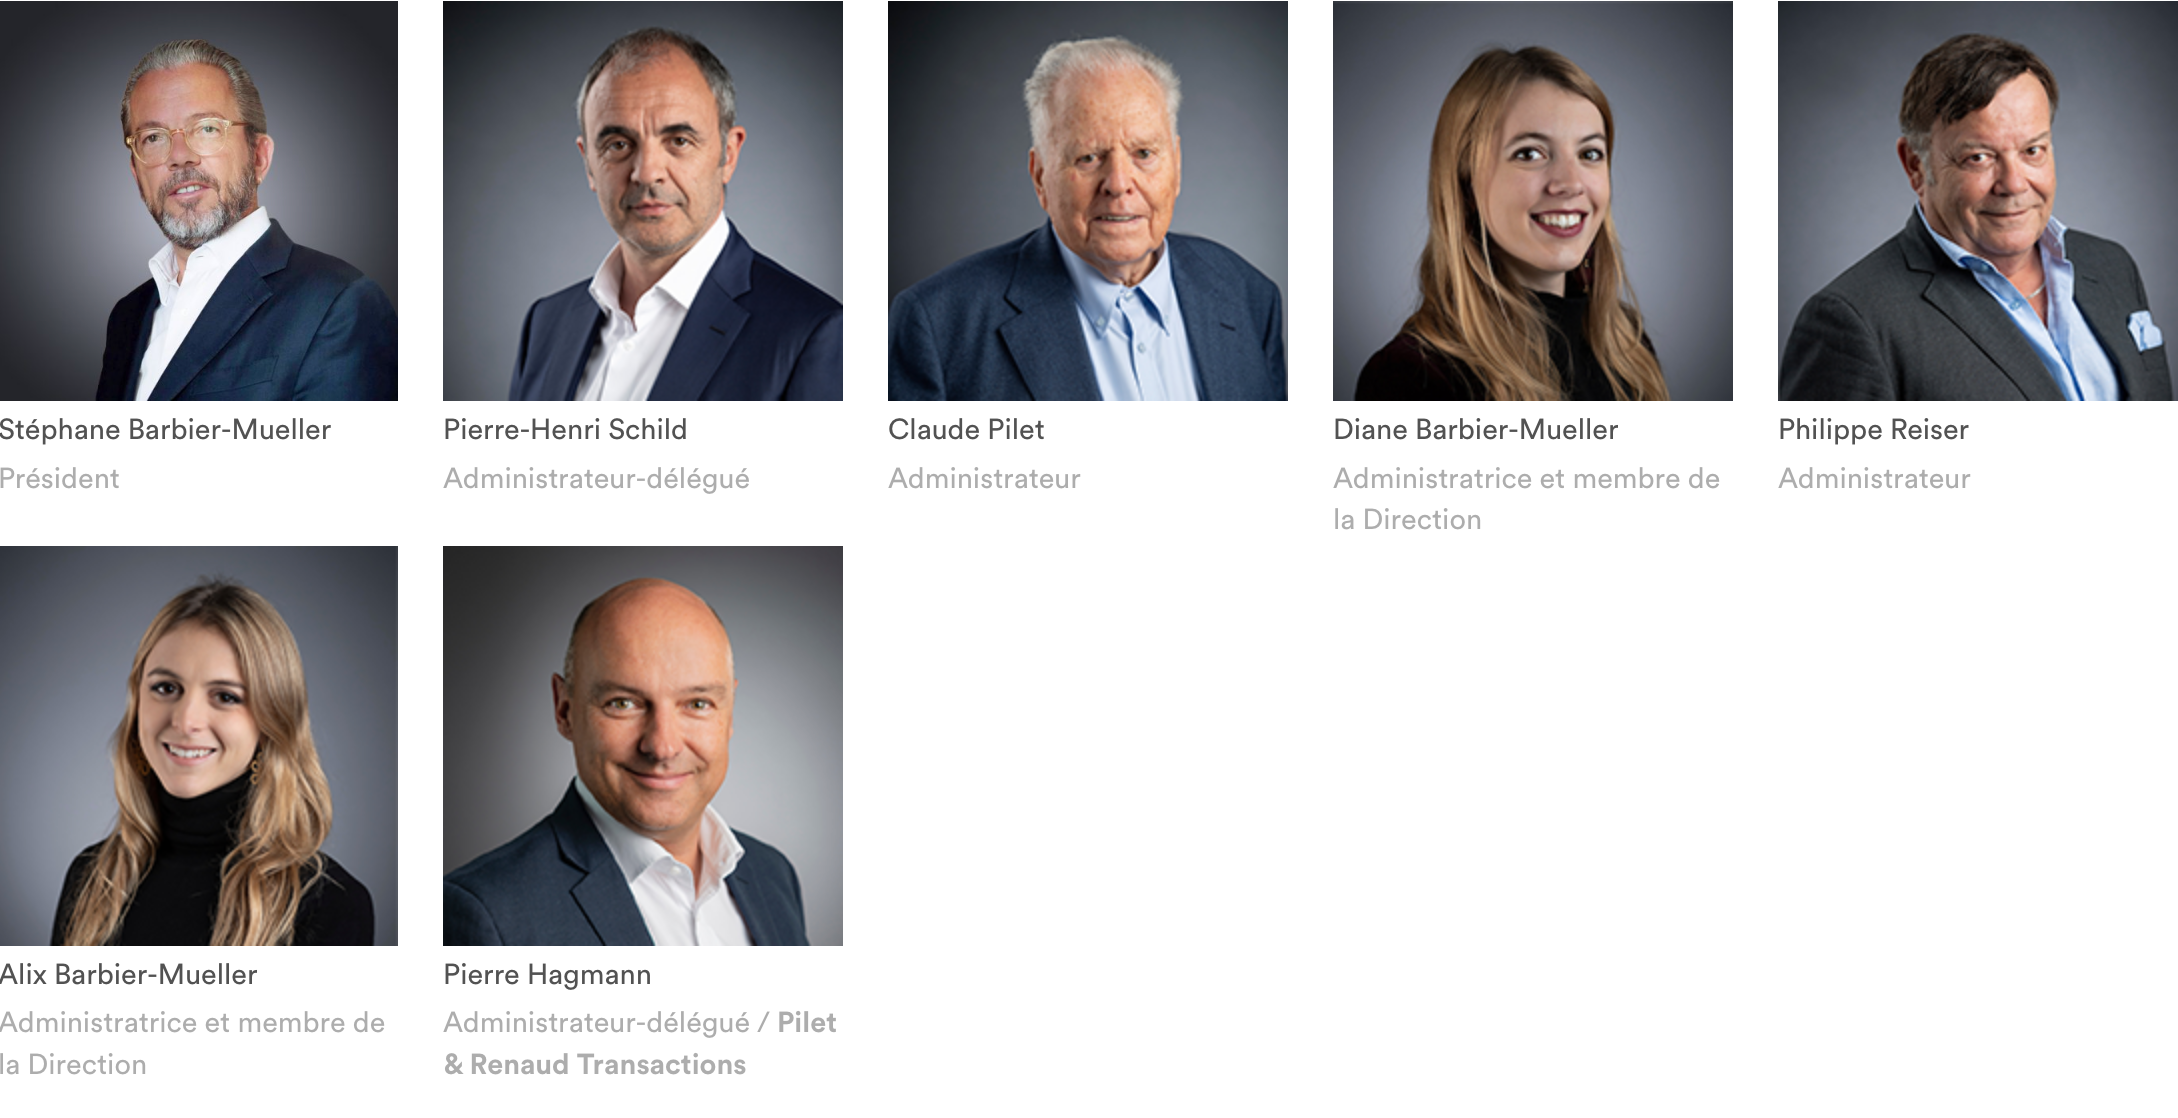 Stéphane Barbier-Mueller
Président
Pierre-Henri Schild
Administrateur-délégué
Claude Pilet
Administrateur
Diane Barbier-Mueller
Administratrice et membre de
la Direction
Philippe Reiser
Administrateur
Alix Barbier-Mueller
Administratrice et membre de
la Direction
Pierre Hagmann
Administrateur-délégué / Pilet
& Renaud Transactions